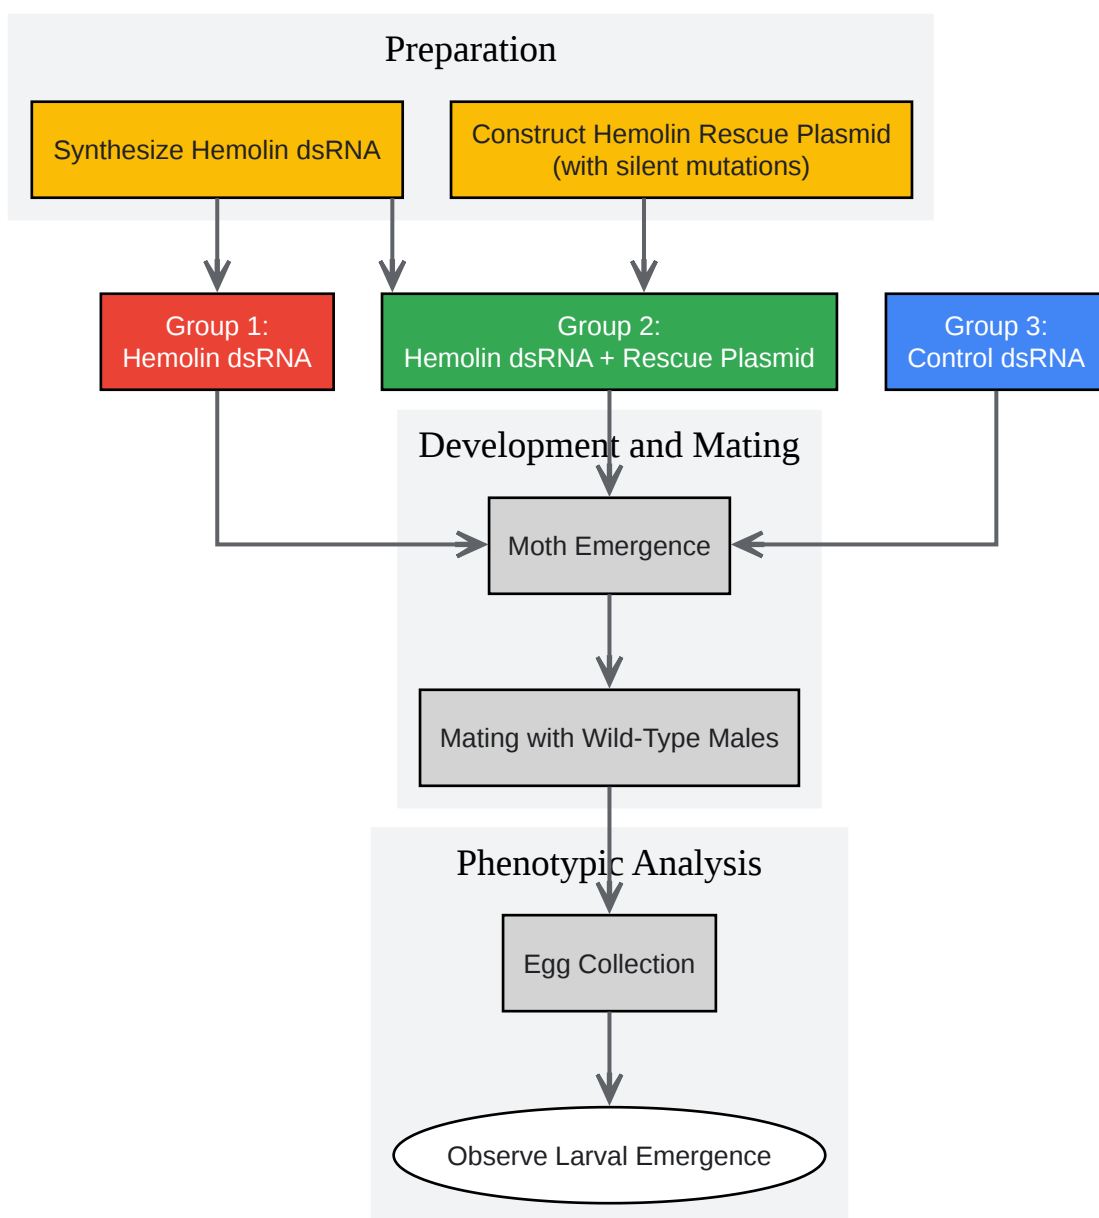 Preparation
Synthesize Hemolin dsRNA
Construct Hemolin Rescue Plasmid
(with silent mutations)
Group 1:
Hemolin dsRNA
Group 2:
Hemolin dsRNA + Rescue Plasmid
Group 3:
Control dsRNA
Development and Mating
Moth Emergence
Mating with Wild-Type Males
Phenotypic Analysis
Egg Collection
Observe Larval Emergence